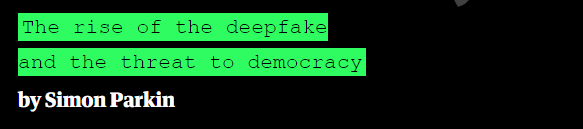 The rise of the deepfake
and the threat to democracy
by Simon Parkin